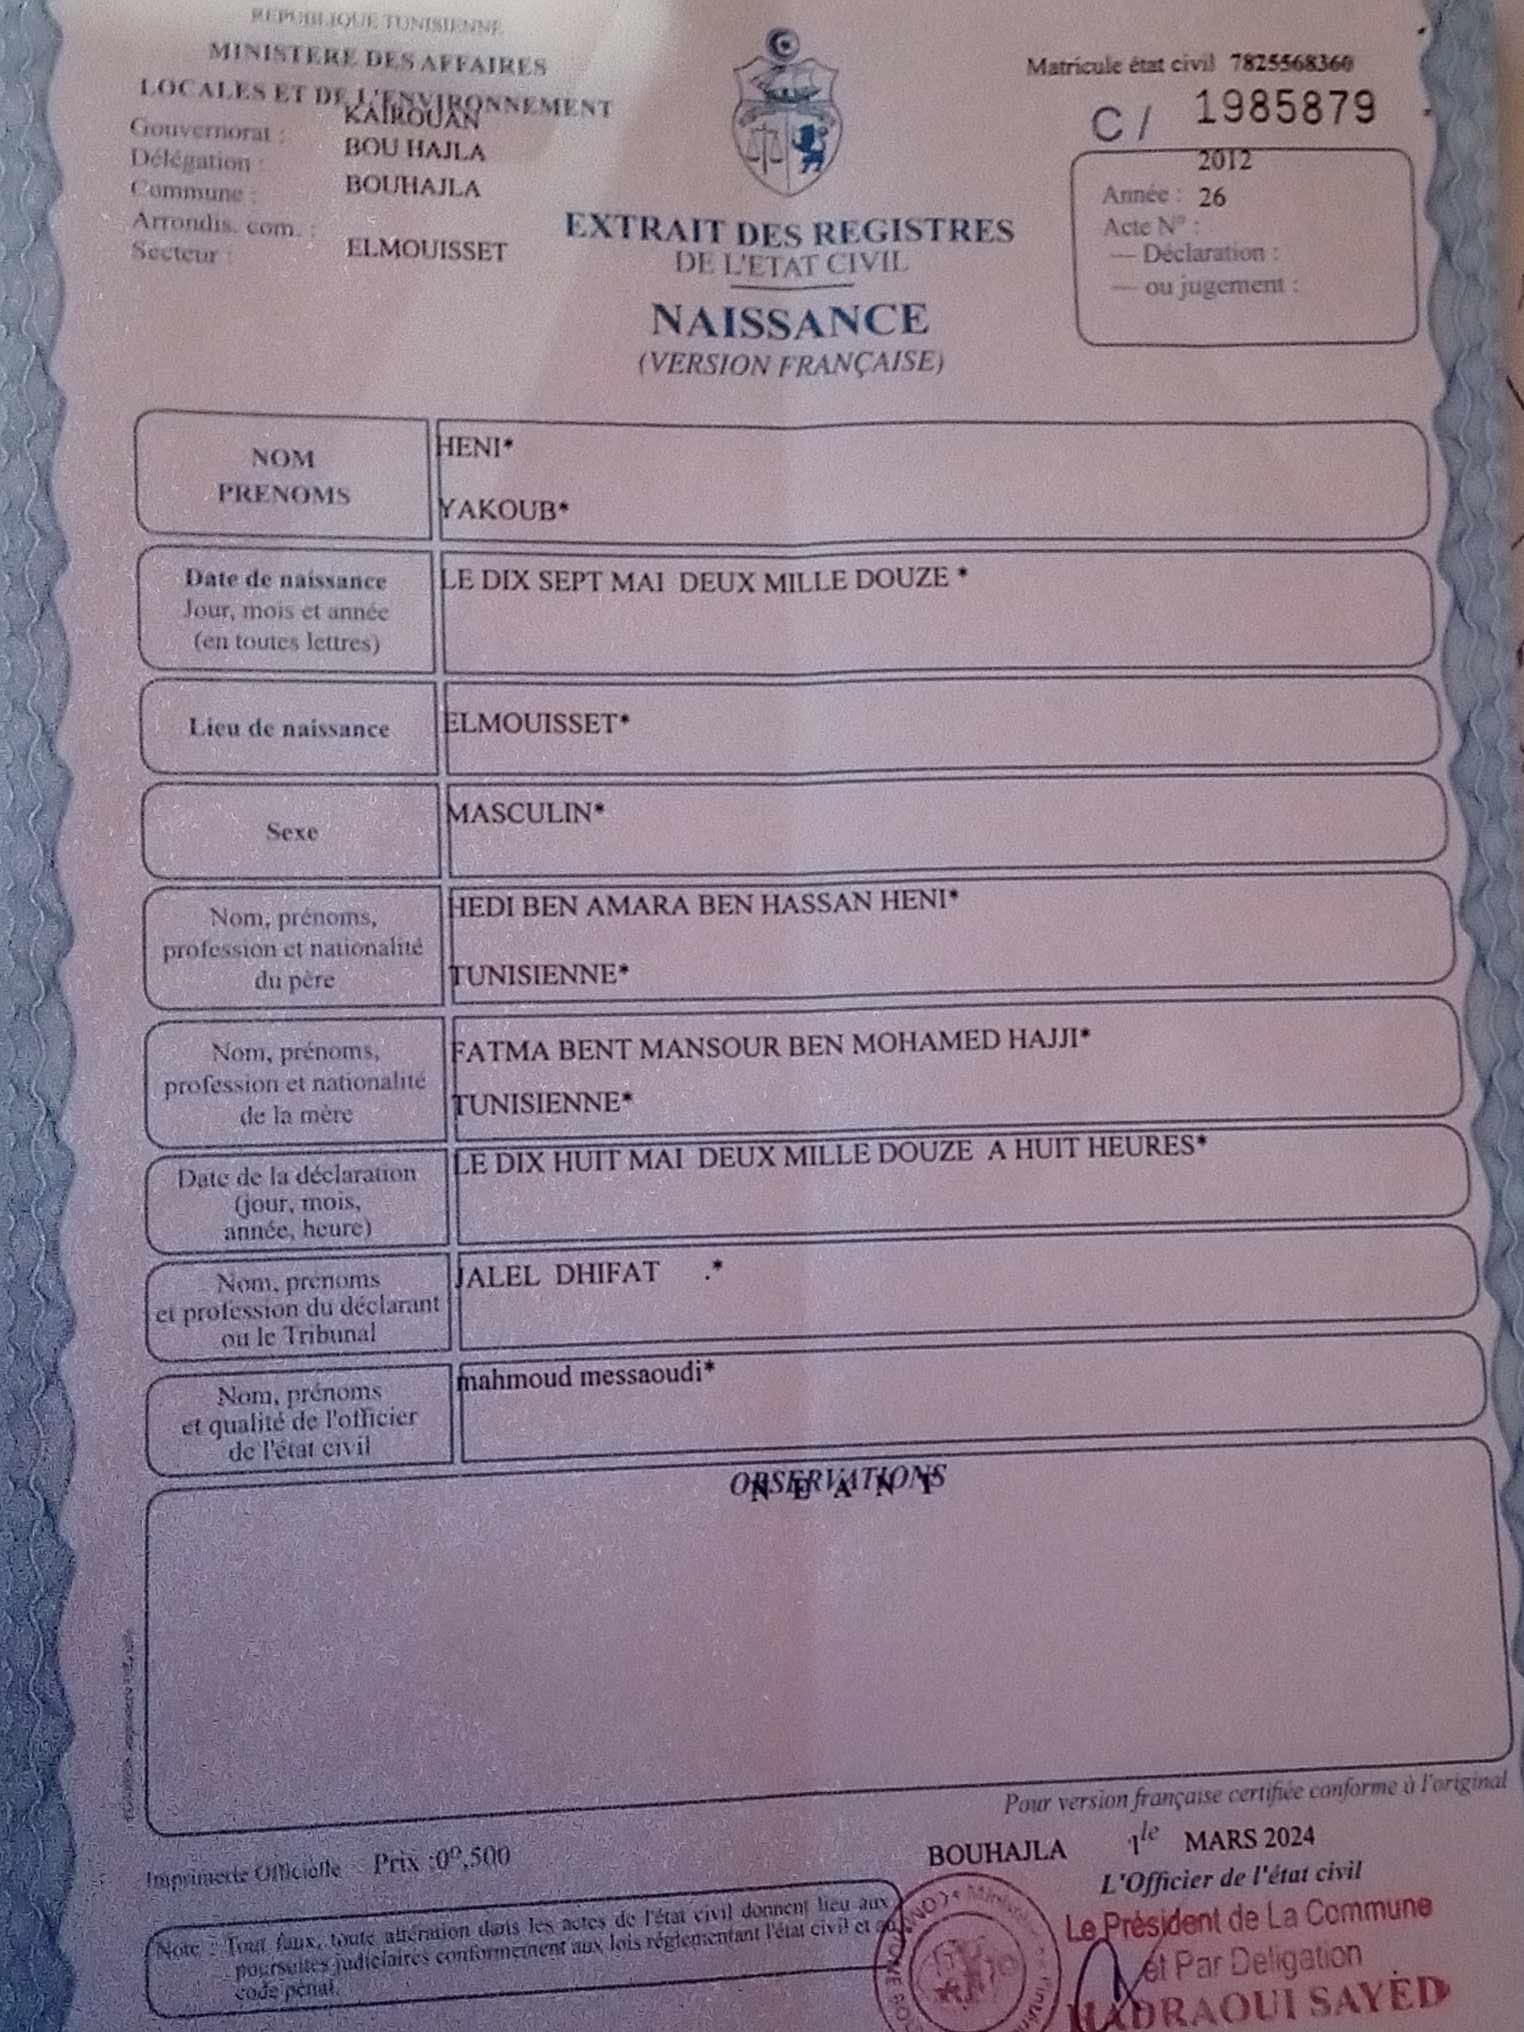 REPUBLIQUE TUNISIENNE
MINISTERE DES AFFAIRES
LOCALES ET DE L'ENVIRONNEMENT
Gouvernorat : KAIROUAN
Délégation : BOU HAJLA
Commune : BOUHAJLA
Arrondis. com. :
Secteur : ELMOUISSET
EXTRAIT DES REGISTRES
DE L'ETAT CIVIL
NAISSANCE
(VERSION FRANÇAISE)
Matricule état civil 7825568360
C / 1985879
2012
Année : 26
Acte N° :
— Déclaration :
— ou jugement :
NOM
PRENOMS
HENI*
YAKOUB*
Date de naissance
Jour, mois et année
(en toutes lettres)
LE DIX SEPT MAI DEUX MILLE DOUZE *
Lieu de naissance
ELMOUISSET*
Sexe
MASCULIN*
Nom, prénoms,
profession et nationalité
du père
HEDI BEN AMARA BEN HASSAN HENI*
TUNISIENNE*
Nom, prénoms,
profession et nationalité
de la mère
FATMA BENT MANSOUR BEN MOHAMED HAJJI*
TUNISIENNE*
Date de la déclaration
(jour, mois,
année, heure)
LE DIX HUIT MAI DEUX MILLE DOUZE A HUIT HEURES*
Nom, prénoms
et profession du déclarant
ou le Tribunal
JALEL DHIFAT .*
Nom, prénoms
et qualité de l'officier
de l'état civil
mahmoud messaoudi*
OBSERVATIONS
N E A N T
Pour version française certifiée conforme à l'original
Imprimerie Officielle Prix :0ᴰ,500
BOUHAJLA 1le MARS 2024
L'Officier de l'état civil
Le Président de La Commune
et Par Deligation
HADRAOUI SAYED
Note : Tout faux, toute altération dans les actes de l'état civil donnent lieu aux
poursuites judiciaires conformement aux lois réglementant l'état civil et au
code pénal.